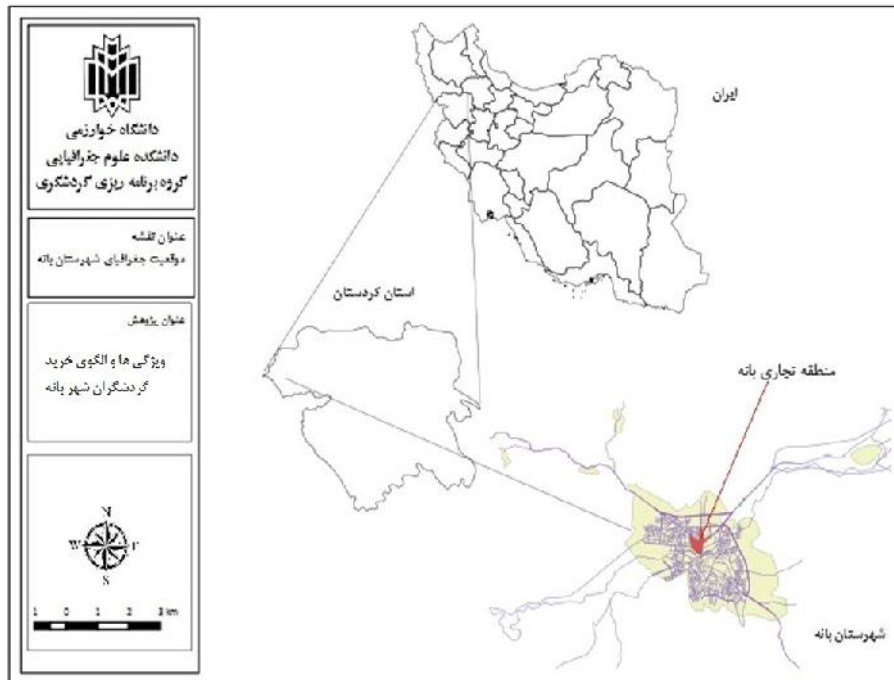 دانشگاه خوارزمی
دانشکده علوم جغرافیایی
گروه برنامه ریزی گردشگری
عنوان نقشه
موقعیت جغرافیای شهرستان بانه
عنوان پژوهش
ویژگی ها و الگوی خرید
گردشگران شهر بانه
N
W
E
S
1 0 1 2 3 km
ایران
استان کردستان
منطقه تجاری بانه
شهرستان بانه